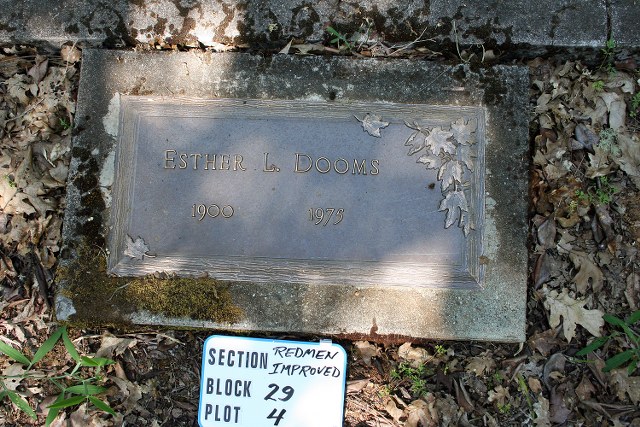 Esther L. Dooms
1900 1975
SECTION REDMEN IMPROVED
BLOCK 29
PLOT 4